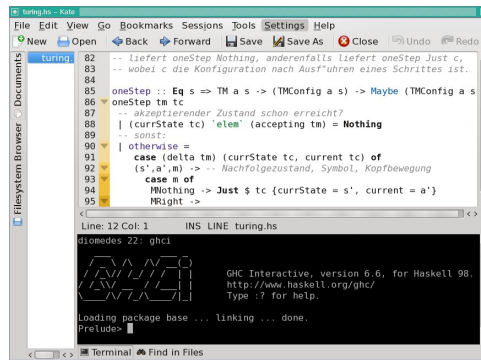 turing.hs – Kate
File Edit View Go Bookmarks Sessions Tools Settings Help
New Open Back Forward Save Save As Close Undo Redo
Documents
Filesystem Browser
turing.
82 -- liefert oneStep Nothing, anderenfalls liefert oneStep Just c,
83 -- wobei c die Konfiguration nach Ausf"uhren eines Schrittes ist.
84
85 oneStep :: Eq s => TM a s -> (TMConfig a s) -> Maybe (TMConfig a s
86 oneStep tm tc
87 -- akzeptierender Zustand schon erreicht?
88 | (currState tc) `elem` (accepting tm) = Nothing
89 -- sonst:
90 | otherwise =
91 case (delta tm) (currState tc, current tc) of
92 (s',a',m) -> -- Nachfolgezustand, Symbol, Kopfbewegung
93 case m of
94 MNothing -> Just $ tc {currState = s', current = a'}
95 MRight ->
Line: 12 Col: 1 INS LINE turing.hs
diomedes 22: ghci
GHC Interactive, version 6.6, for Haskell 98.
http://www.haskell.org/ghc/
Type :? for help.
Loading package base ... linking ... done.
Prelude>
Terminal Find in Files